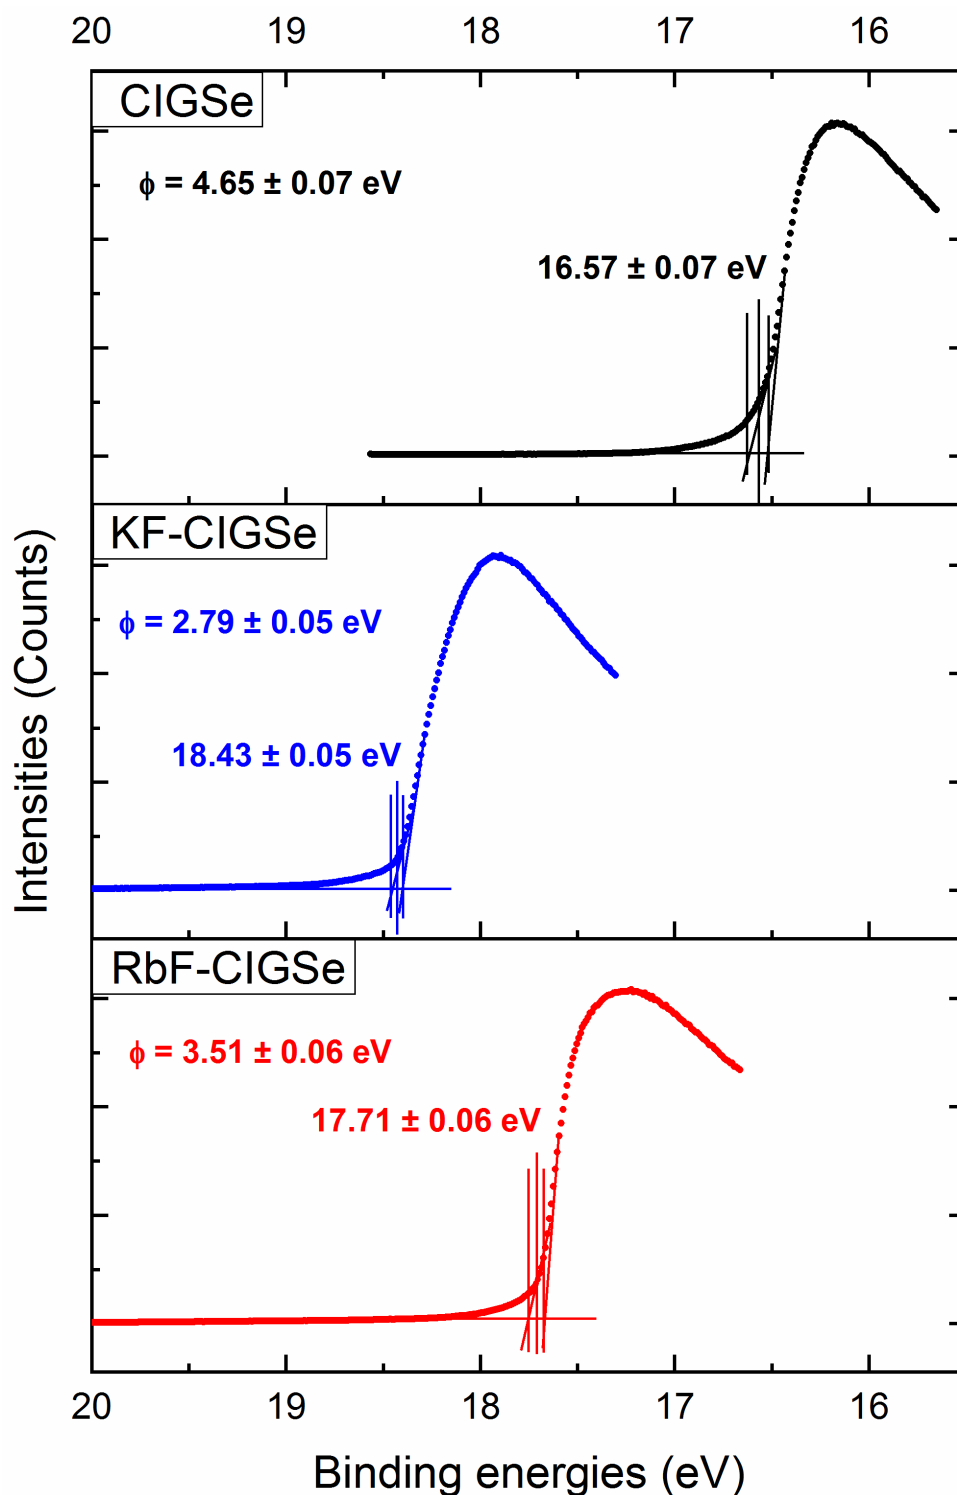 20 19 18 17 16
CIGSe
ϕ = 4.65 ± 0.07 eV
16.57 ± 0.07 eV
KF-CIGSe
ϕ = 2.79 ± 0.05 eV
18.43 ± 0.05 eV
Intensities (Counts)
RbF-CIGSe
ϕ = 3.51 ± 0.06 eV
17.71 ± 0.06 eV
20 19 18 17 16
Binding energies (eV)